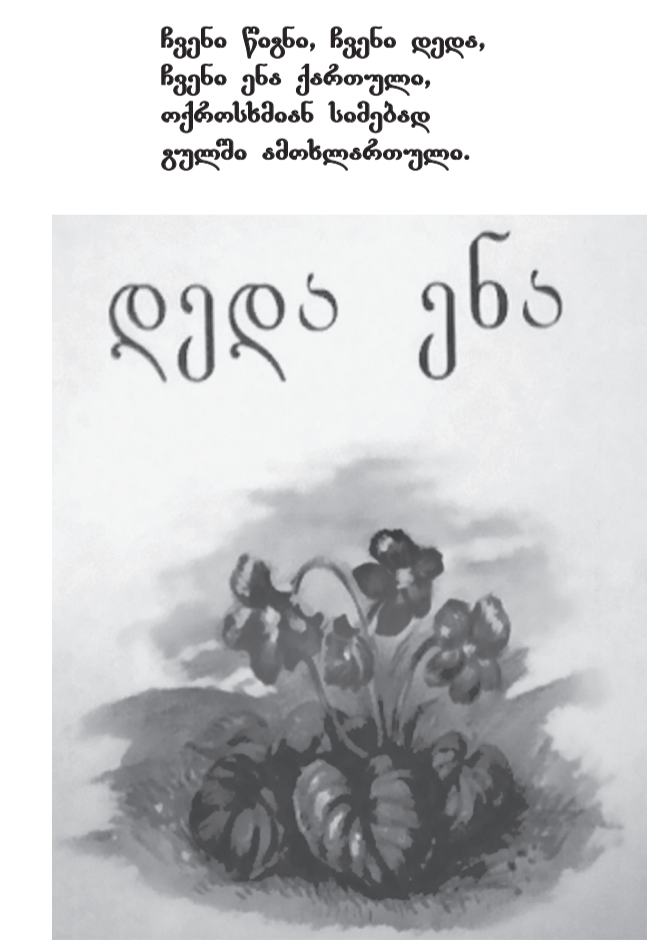 ჩვენი წიგნი, ჩვენი დედა,
ჩვენი ენა ქართული,
ოქროსხმიან სიმებად
გულში ამოხლართული.
დედა ენა